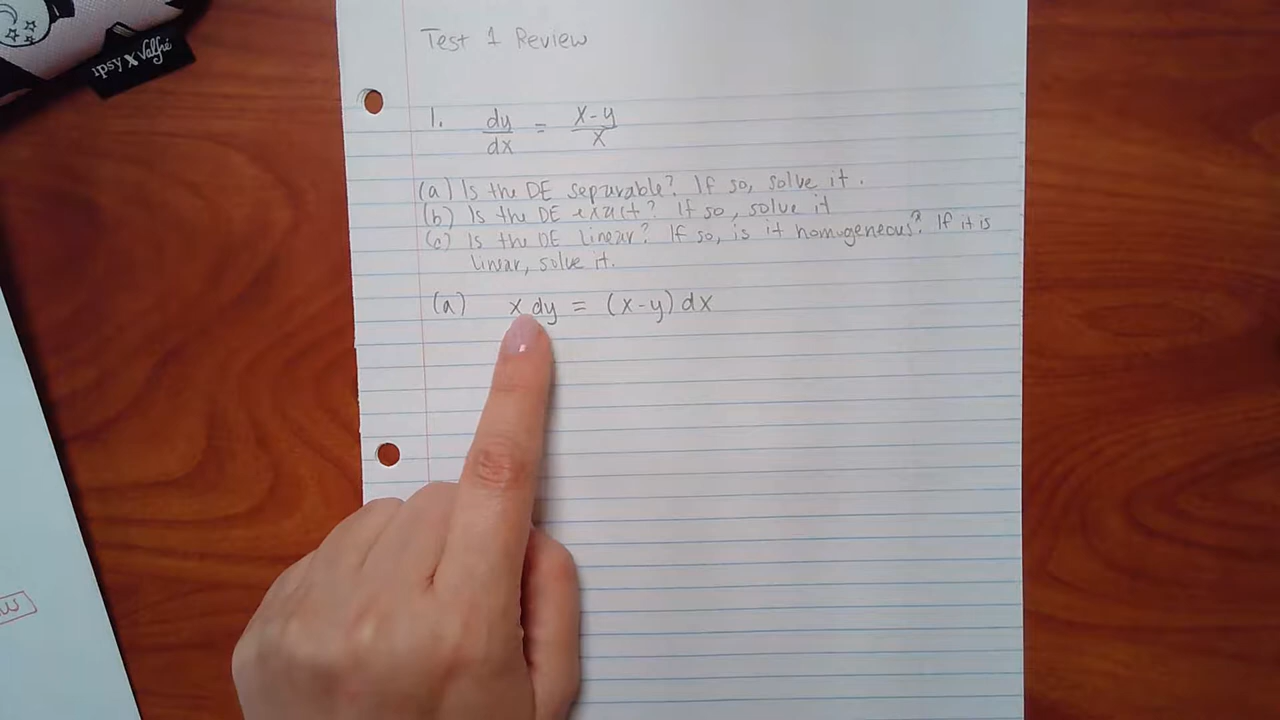 ipsy x Valfré
Test 1 Review
1. dy/dx = x-y/x
(a) Is the DE separable? If so, solve it.
(b) Is the DE exact? If so, solve it
(c) Is the DE linear? If so, is it homogeneous? If it is
linear, solve it.
(a) x dy = (x-y) dx